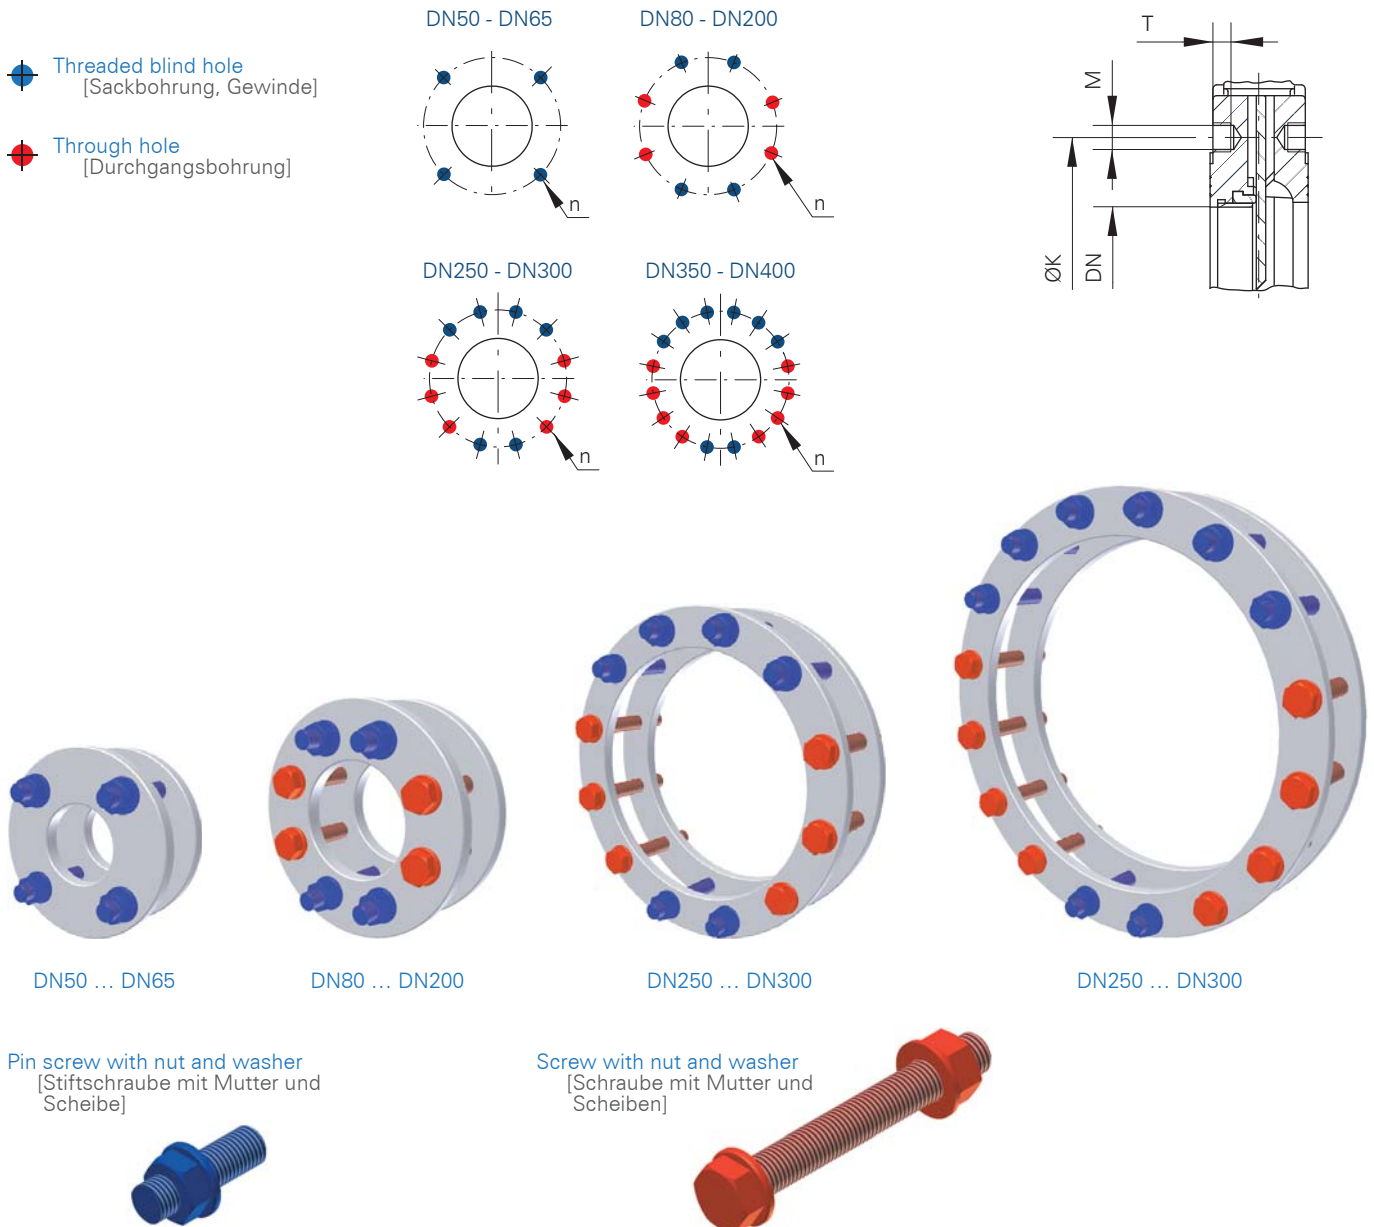 DN50 - DN65
DN80 - DN200
Threaded blind hole
[Sackbohrung, Gewinde]
Through hole
[Durchgangsbohrung]
n
n
T
M
ØK
DN
DN250 - DN300
DN350 - DN400
n
n
DN50 ... DN65
DN80 ... DN200
DN250 ... DN300
DN250 ... DN300
Pin screw with nut and washer
[Stiftschraube mit Mutter und
Scheibe]
Screw with nut and washer
[Schraube mit Mutter und
Scheiben]